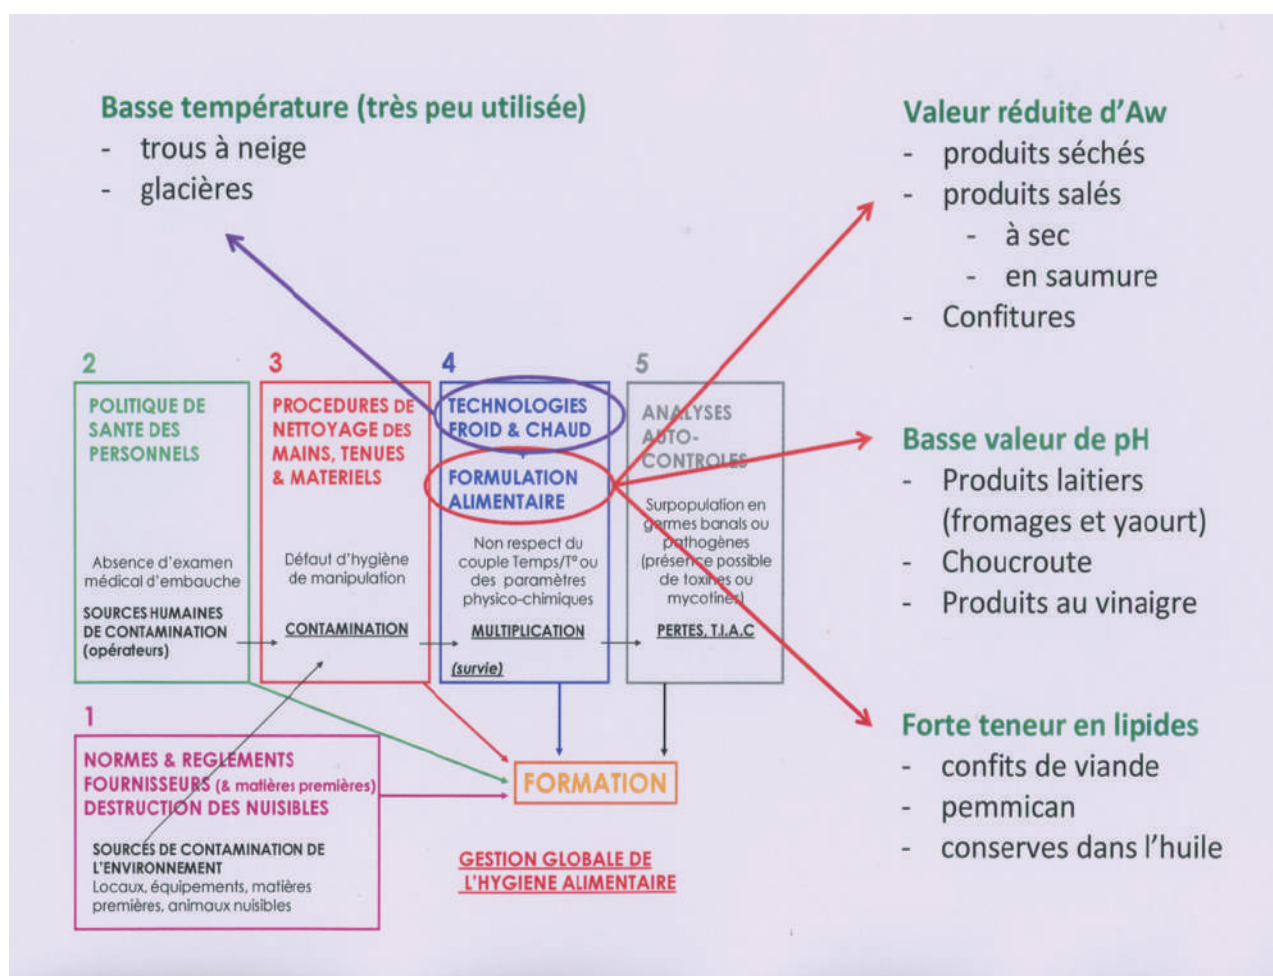 Basse température (très peu utilisée)
- trous à neige
- glacières
Valeur réduite d'Aw
- produits séchés
- produits salés
- à sec
- en saumure
- Confitures
2
POLITIQUE DE
SANTE DES
PERSONNELS
Absence d'examen
médical d'embauche
SOURCES HUMAINES
DE CONTAMINATION
(opérateurs)
3
PROCEDURES DE
NETTOYAGE DES
MAINS, TENUES
& MATERIELS
Défaut d'hygiène
de manipulation
CONTAMINATION
4
TECHNOLOGIES
FROID & CHAUD
FORMULATION
ALIMENTAIRE
Non respect du
couple Temps/T° ou
des paramètres
physico-chimiques
MULTIPLICATION
(survie)
5
ANALYSES
AUTO-
CONTROLES
Surpopulation en
germes banals ou
pathogènes
(présence possible
de toxines ou
mycotines)
PERTES, T.I.A.C
Basse valeur de pH
- Produits laitiers
(fromages et yaourt)
- Choucroute
- Produits au vinaigre
1
NORMES & REGLEMENTS
FOURNISSEURS (& matières premières)
DESTRUCTION DES NUISIBLES
SOURCES DE CONTAMINATION DE
L'ENVIRONNEMENT
Locaux, équipements, matières
premières, animaux nuisibles
FORMATION
GESTION GLOBALE DE
L'HYGIENE ALIMENTAIRE
Forte teneur en lipides
- confits de viande
- pemmican
- conserves dans l'huile